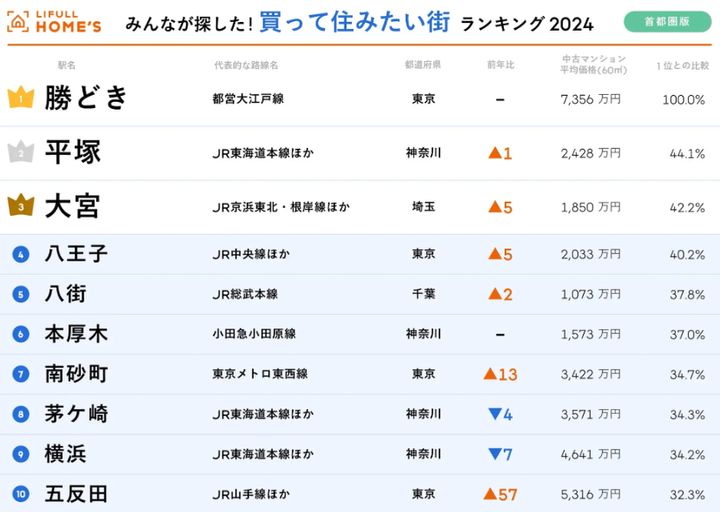 LIFULL HOME'S みんなが探した! 買って住みたい街 ランキング 2024 首都圏版
駅名 代表的な路線名 都道府県 前年比 中古マンション平均価格(60㎡) 1位との比較
1 勝どき 都営大江戸線 東京 – 7,356 万円 100.0%
2 平塚 JR東海道本線ほか 神奈川 ▲1 2,428 万円 44.1%
3 大宮 JR京浜東北・根岸線ほか 埼玉 ▲5 1,850 万円 42.2%
4 八王子 JR中央線ほか 東京 ▲5 2,033 万円 40.2%
5 八街 JR総武本線 千葉 ▲2 1,073 万円 37.8%
6 本厚木 小田急小田原線 神奈川 – 1,573 万円 37.0%
7 南砂町 東京メトロ東西線 東京 ▲13 3,422 万円 34.7%
8 茅ケ崎 JR東海道本線ほか 神奈川 ▼4 3,571 万円 34.3%
9 横浜 JR東海道本線ほか 神奈川 ▼7 4,641 万円 34.2%
10 五反田 JR山手線ほか 東京 ▲57 5,316 万円 32.3%